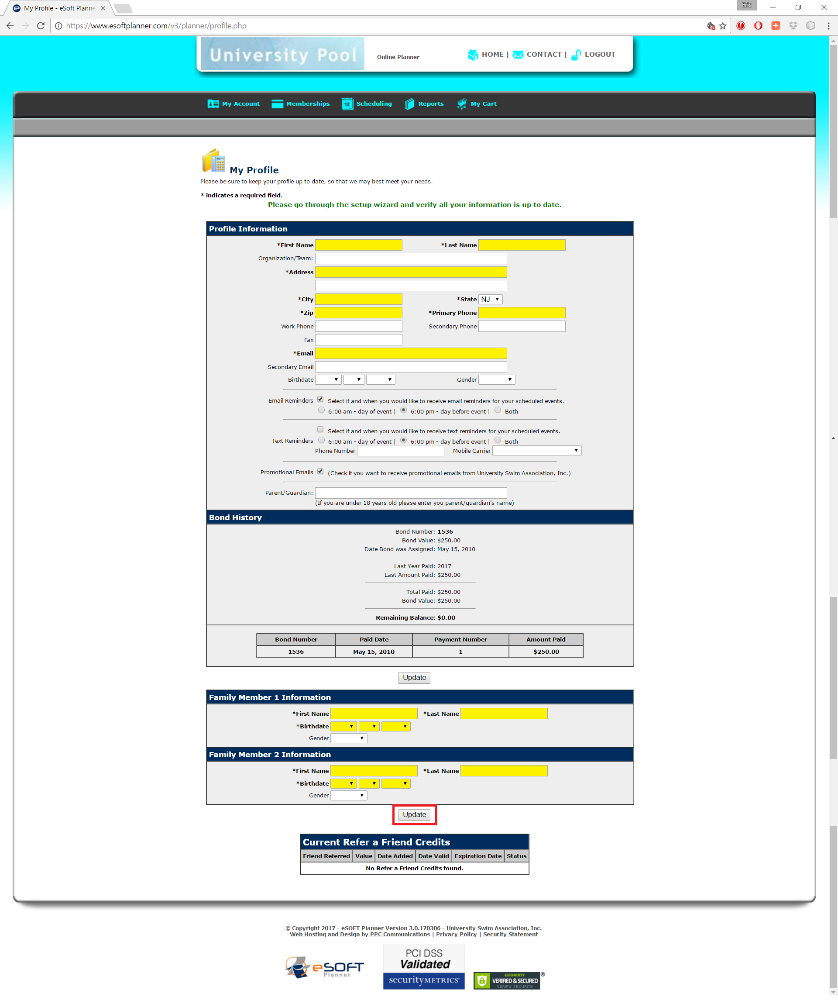 My Profile - eSoft Planne
Eric
https://www.esoftplanner.com/v3/planner/profile.php
University Pool
Online Planner
HOME | CONTACT | LOGOUT
My Account Memberships 12 Scheduling Reports My Cart
My Profile
Please be sure to keep your profile up to date, so that we may best meet your needs.
* indicates a required field.
Please go through the setup wizard and verify all your information is up to date.
Profile Information
*First Name *Last Name
Organization/Team:
*Address
*City *State NJ
*Zip *Primary Phone
Work Phone Secondary Phone
Fax
*Email
Secondary Email
Birthdate Gender
Email Reminders Select if and when you would like to receive email reminders for your scheduled events.
6:00 am - day of event | 6:00 pm - day before event | Both
Select if and when you would like to receive text reminders for your scheduled events.
Text Reminders 6:00 am - day of event | 6:00 pm - day before event | Both
Phone Number Mobile Carrier
Promotional Emails (Check if you want to receive promotional emails from University Swim Association, Inc.)
Parent/Guardian:
(If you are under 18 years old please enter you parent/guardian's name)
Bond History
Bond Number: 1536
Bond Value: $250.00
Date Bond was Assigned: May 15, 2010
Last Year Paid: 2017
Last Amount Paid: $250.00
Total Paid: $250.00
Bond Value: $250.00
Remaining Balance: $0.00
Bond Number Paid Date Payment Number Amount Paid
1536 May 15, 2010 1 $250.00
Update
Family Member 1 Information
*First Name *Last Name
*Birthdate
Gender
Family Member 2 Information
*First Name *Last Name
*Birthdate
Gender
Update
Current Refer a Friend Credits
Friend Referred Value Date Added Date Valid Expiration Date Status
No Refer a Friend Credits found.
© Copyright 2017 - eSOFT Planner Version 3.0.170306 - University Swim Association, Inc.
Web Hosting and Design by PPC Communications | Privacy Policy | Security Statement
eSOFT
Planner
PCI DSS
Validated
securityMETRICS®
GODADDY
VERIFIED & SECURED
VERIFY SECURITY
®